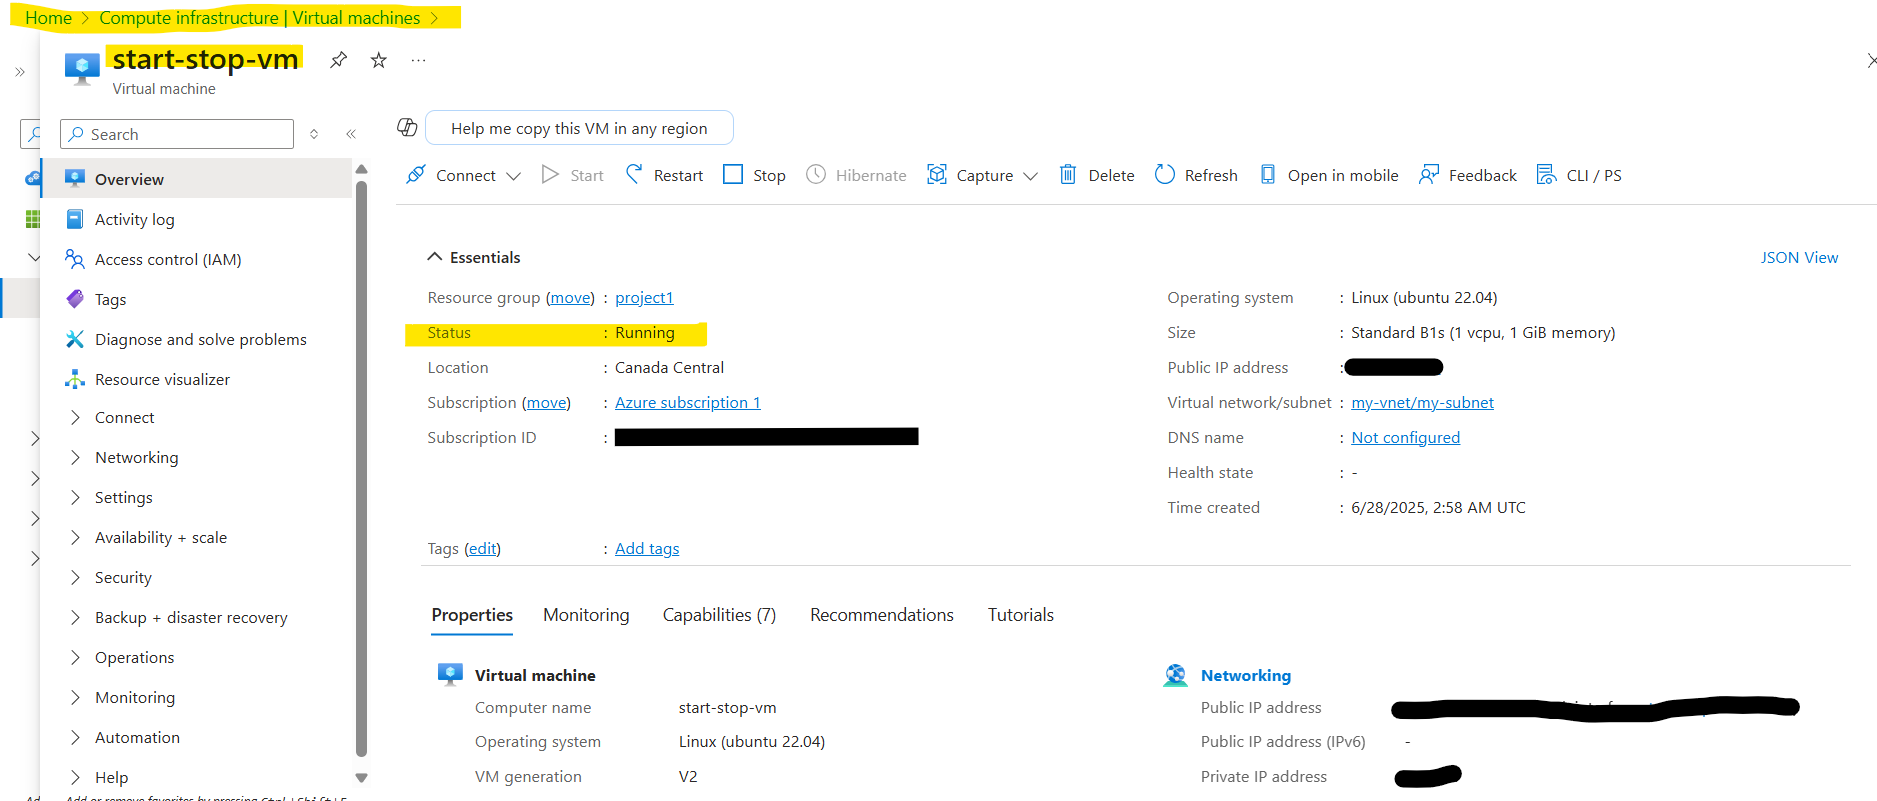 Home > Compute infrastructure | Virtual machines >
start-stop-vm
Virtual machine
Search
Help me copy this VM in any region
Connect Start Restart Stop Hibernate Capture Delete Refresh Open in mobile Feedback CLI / PS
Overview
Activity log
Access control (IAM)
Tags
Diagnose and solve problems
Resource visualizer
Connect
Networking
Settings
Availability + scale
Security
Backup + disaster recovery
Operations
Monitoring
Automation
Help
Add or remove favorites by pressing Ctrl+Shift+F
Essentials
JSON View
Resource group (move) : project1
Status : Running
Location : Canada Central
Subscription (move) : Azure subscription 1
Subscription ID :
Operating system : Linux (ubuntu 22.04)
Size : Standard B1s (1 vcpu, 1 GiB memory)
Public IP address :
Virtual network/subnet : my-vnet/my-subnet
DNS name : Not configured
Health state : -
Time created : 6/28/2025, 2:58 AM UTC
Tags (edit) : Add tags
Properties Monitoring Capabilities (7) Recommendations Tutorials
Virtual machine
Computer name start-stop-vm
Operating system Linux (ubuntu 22.04)
VM generation V2
Networking
Public IP address
Public IP address (IPv6) -
Private IP address